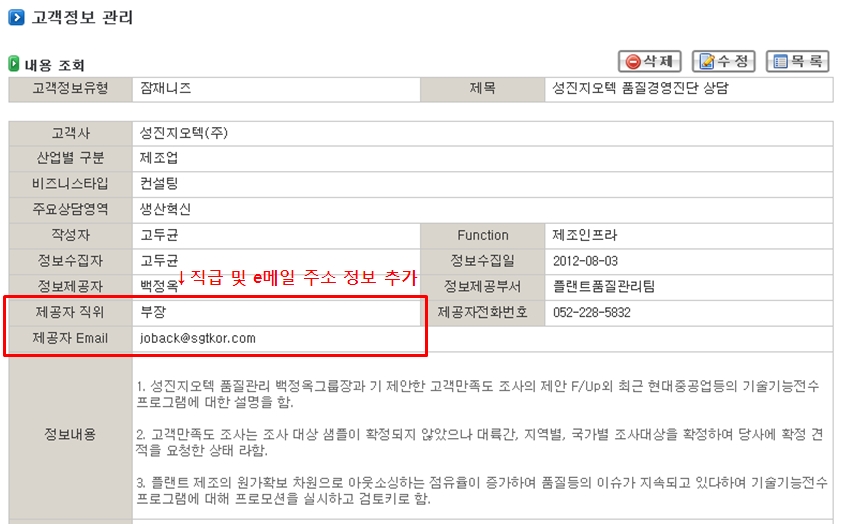 고객정보 관리
내용 조회
삭제 수정 목록
고객정보유형 잠재니즈 제목 성진지오텍 품질경영진단 상담
고객사 성진지오텍(주)
산업별 구분 제조업
비즈니스타입 컨설팅
주요상담영역 생산혁신
작성자 고두균 Function 제조인프라
정보수집자 고두균 정보수집일 2012-08-03
↓직급 및 e메일 주소 정보 추가
정보제공자 백정옥 정보제공부서 플랜트품질관리팀
제공자 직위 부장 제공자전화번호 052-228-5832
제공자 Email joback@sgtkor.com
정보내용
1. 성진지오텍 품질관리 백정옥그룹장과 기 제안한 고객만족도 조사의 제안 F/Up외 최근 현대중공업등의 기술기능전수
프로그램에 대한 설명을 함.
2. 고객만족도 조사는 조사 대상 샘플이 확정되지 않았으나 대륙간, 지역별, 국가별 조사대상을 확정하여 당사에 확정 견
적을 요청한 상태 라함.
3. 플랜트 제조의 원가확보 차원으로 아웃소싱하는 점유율이 증가하여 품질등의 이슈가 지속되고 있다하여 기술기능전수
프로그램에 대해 프로모션을 실시하고 검토키로 함.